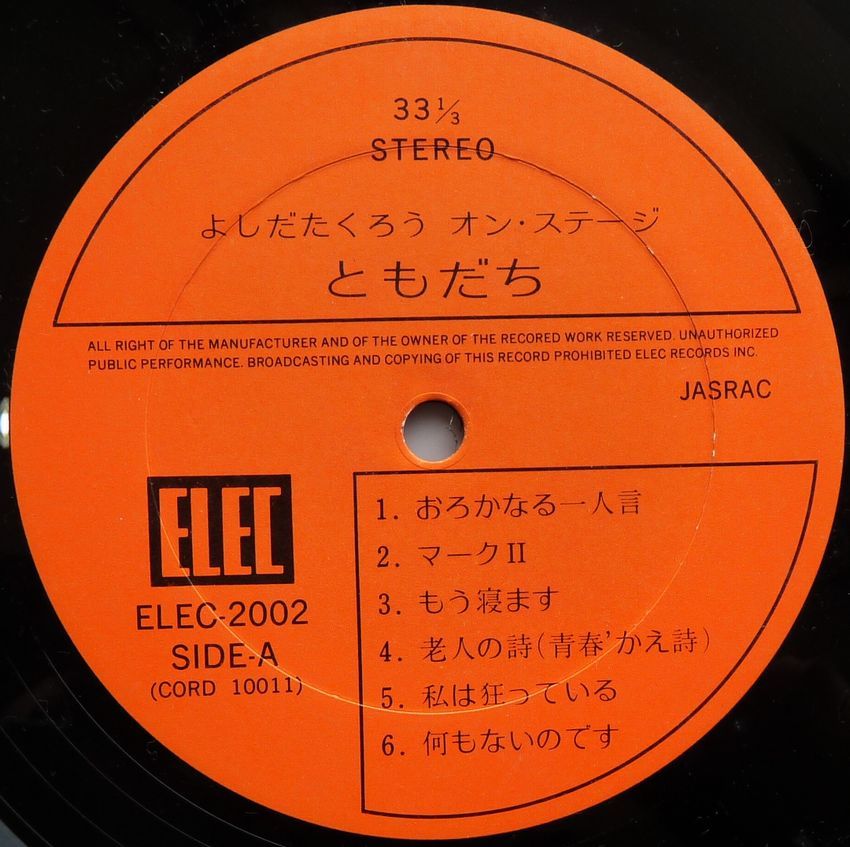 33 1/3
STEREO
よしだたくろう オン・ステージ
ともだち
ALL RIGHT OF THE MANUFACTURER AND OF THE OWNER OF THE RECORED WORK RESERVED. UNAUTHORIZED
PUBLIC PERFORMANCE. BROADCASTING AND COPYING OF THIS RECORD PROHIBITED ELEC RECORDS INC.
JASRAC
ELEC
ELEC-2002
SIDE-A
(CORD 10011)
1. おろかなる一人言
2. マークII
3. もう寝ます
4. 老人の詩(青春'かえ詩)
5. 私は狂っている
6. 何もないのです